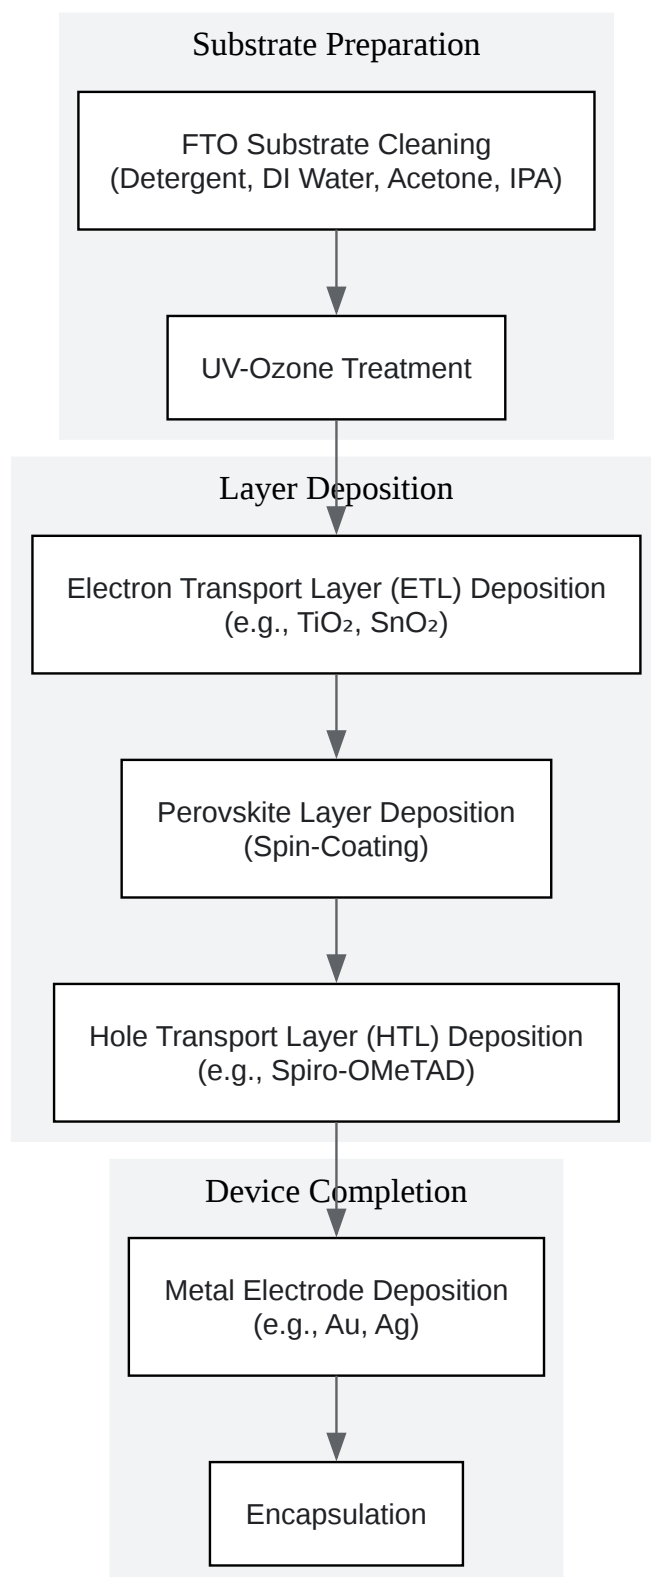 Substrate Preparation
FTO Substrate Cleaning
(Detergent, DI Water, Acetone, IPA)
UV-Ozone Treatment
Layer Deposition
Electron Transport Layer (ETL) Deposition
(e.g., TiO₂, SnO₂)
Perovskite Layer Deposition
(Spin-Coating)
Hole Transport Layer (HTL) Deposition
(e.g., Spiro-OMeTAD)
Device Completion
Metal Electrode Deposition
(e.g., Au, Ag)
Encapsulation